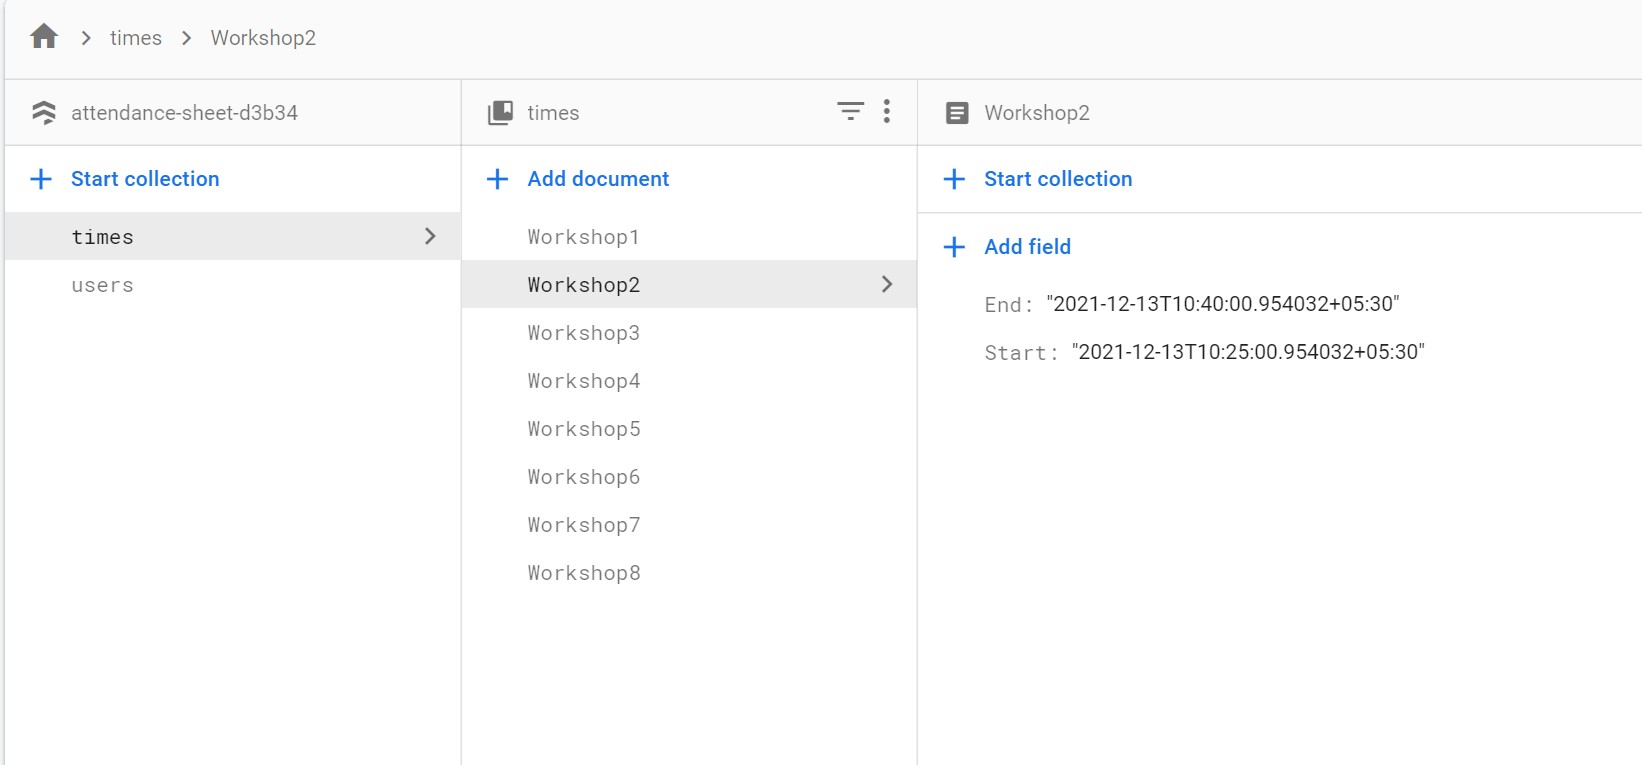 times > Workshop2
attendance-sheet-d3b34
Start collection
times
users
times
Add document
Workshop1
Workshop2
Workshop3
Workshop4
Workshop5
Workshop6
Workshop7
Workshop8
Workshop2
Start collection
Add field
End: "2021-12-13T10:40:00.954032+05:30"
Start: "2021-12-13T10:25:00.954032+05:30"